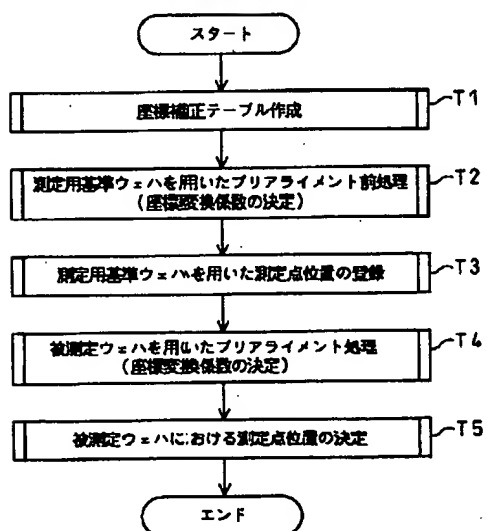 スタート
座標補正テーブル作成 T1
測定用基準ウェハを用いたプリアライメント前処理 T2
(座標変換係数の決定)
測定用基準ウェハを用いた測定点位置の登録 T3
被測定ウェハを用いたプリアライメント処理 T4
(座標変換係数の決定)
被測定ウェハにおける測定点位置の決定 T5
エンド